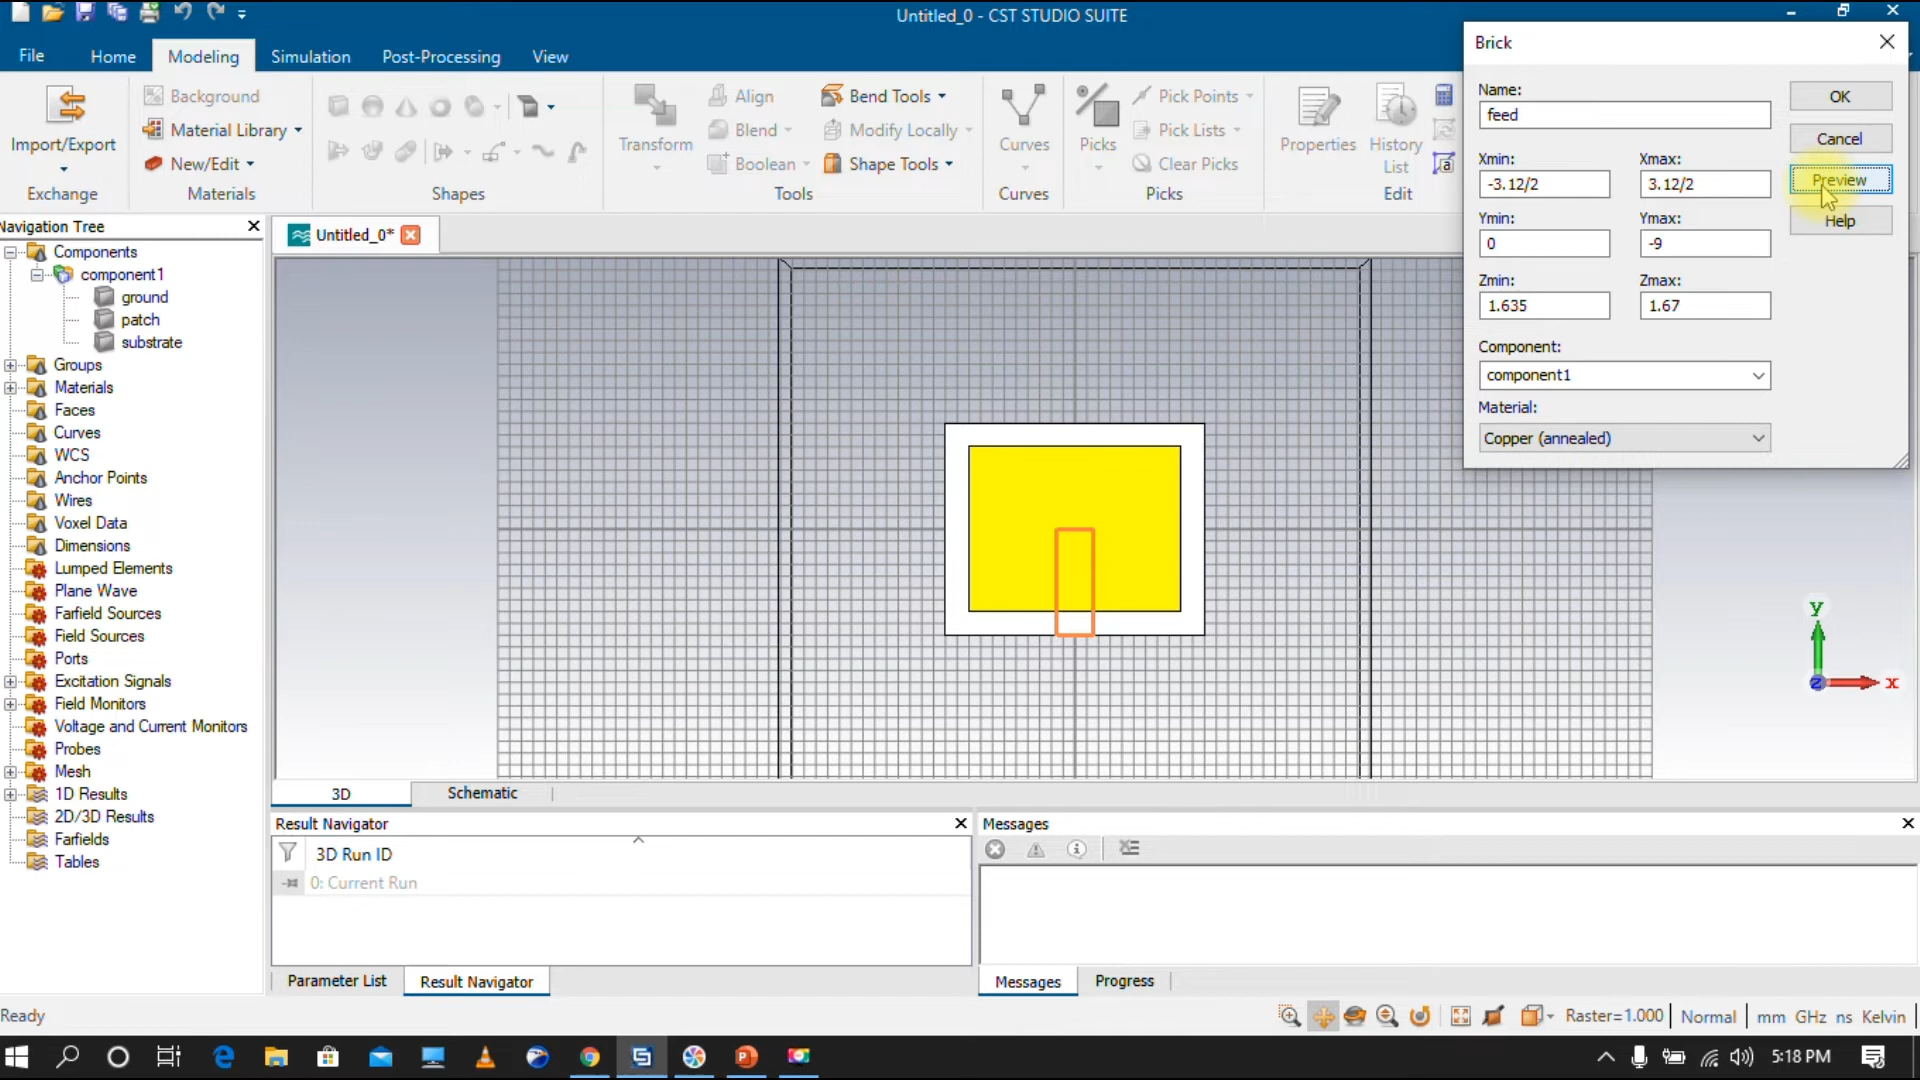 Untitled_0 - CST STUDIO SUITE
File
Home
Modeling
Simulation
Post-Processing
View
Import/Export
Exchange
Background
Material Library
New/Edit
Materials
Shapes
Transform
Align
Blend
Boolean
Bend Tools
Modify Locally
Shape Tools
Tools
Curves
Curves
Picks
Pick Points
Pick Lists
Clear Picks
Picks
Properties
History
List
Edit
Brick
Name:
feed
OK
Cancel
Preview
Help
Xmin:
Xmax:
-3.12/2
3.12/2
Ymin:
Ymax:
0
-9
Zmin:
Zmax:
1.635
1.67
Component:
component1
Material:
Copper (annealed)
Navigation Tree
Components
component1
ground
patch
substrate
Groups
Materials
Faces
Curves
WCS
Anchor Points
Wires
Voxel Data
Dimensions
Lumped Elements
Plane Wave
Farfield Sources
Field Sources
Ports
Excitation Signals
Field Monitors
Voltage and Current Monitors
Probes
Mesh
1D Results
2D/3D Results
Farfields
Tables
Untitled_0*
y
x
z
3D
Schematic
Result Navigator
3D Run ID
0: Current Run
Parameter List
Result Navigator
Messages
Messages
Progress
Ready
Raster=1.000
Normal
mm GHz ns Kelvin
5:18 PM